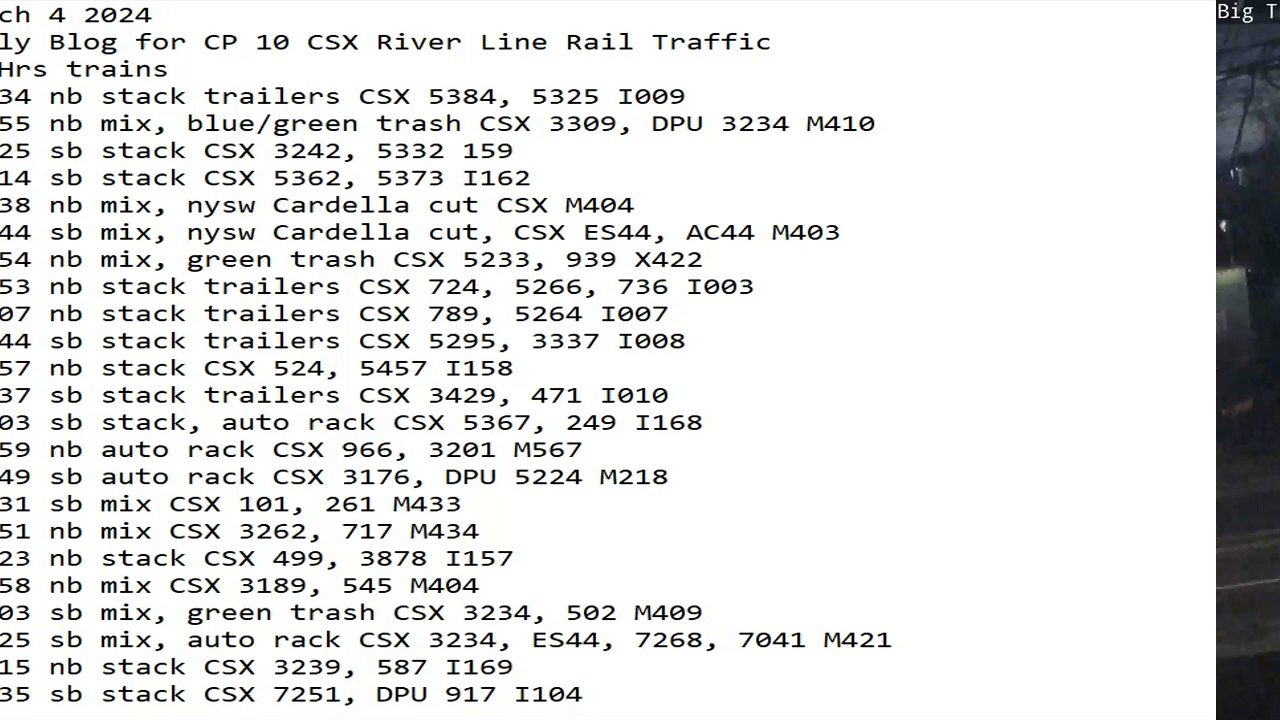 ch 4 2024
ly Blog for CP 10 CSX River Line Rail Traffic
Hrs trains
34 nb stack trailers CSX 5384, 5325 I009
55 nb mix, blue/green trash CSX 3309, DPU 3234 M410
25 sb stack CSX 3242, 5332 159
14 sb stack CSX 5362, 5373 I162
38 nb mix, nysw Cardella cut CSX M404
44 sb mix, nysw Cardella cut, CSX ES44, AC44 M403
54 nb mix, green trash CSX 5233, 939 X422
53 nb stack trailers CSX 724, 5266, 736 I003
07 nb stack trailers CSX 789, 5264 I007
44 sb stack trailers CSX 5295, 3337 I008
57 nb stack CSX 524, 5457 I158
37 sb stack trailers CSX 3429, 471 I010
03 sb stack, auto rack CSX 5367, 249 I168
59 nb auto rack CSX 966, 3201 M567
49 sb auto rack CSX 3176, DPU 5224 M218
31 sb mix CSX 101, 261 M433
51 nb mix CSX 3262, 717 M434
23 nb stack CSX 499, 3878 I157
58 nb mix CSX 3189, 545 M404
03 sb mix, green trash CSX 3234, 502 M409
25 sb mix, auto rack CSX 3234, ES44, 7268, 7041 M421
15 nb stack CSX 3239, 587 I169
35 sb stack CSX 7251, DPU 917 I104
Big T